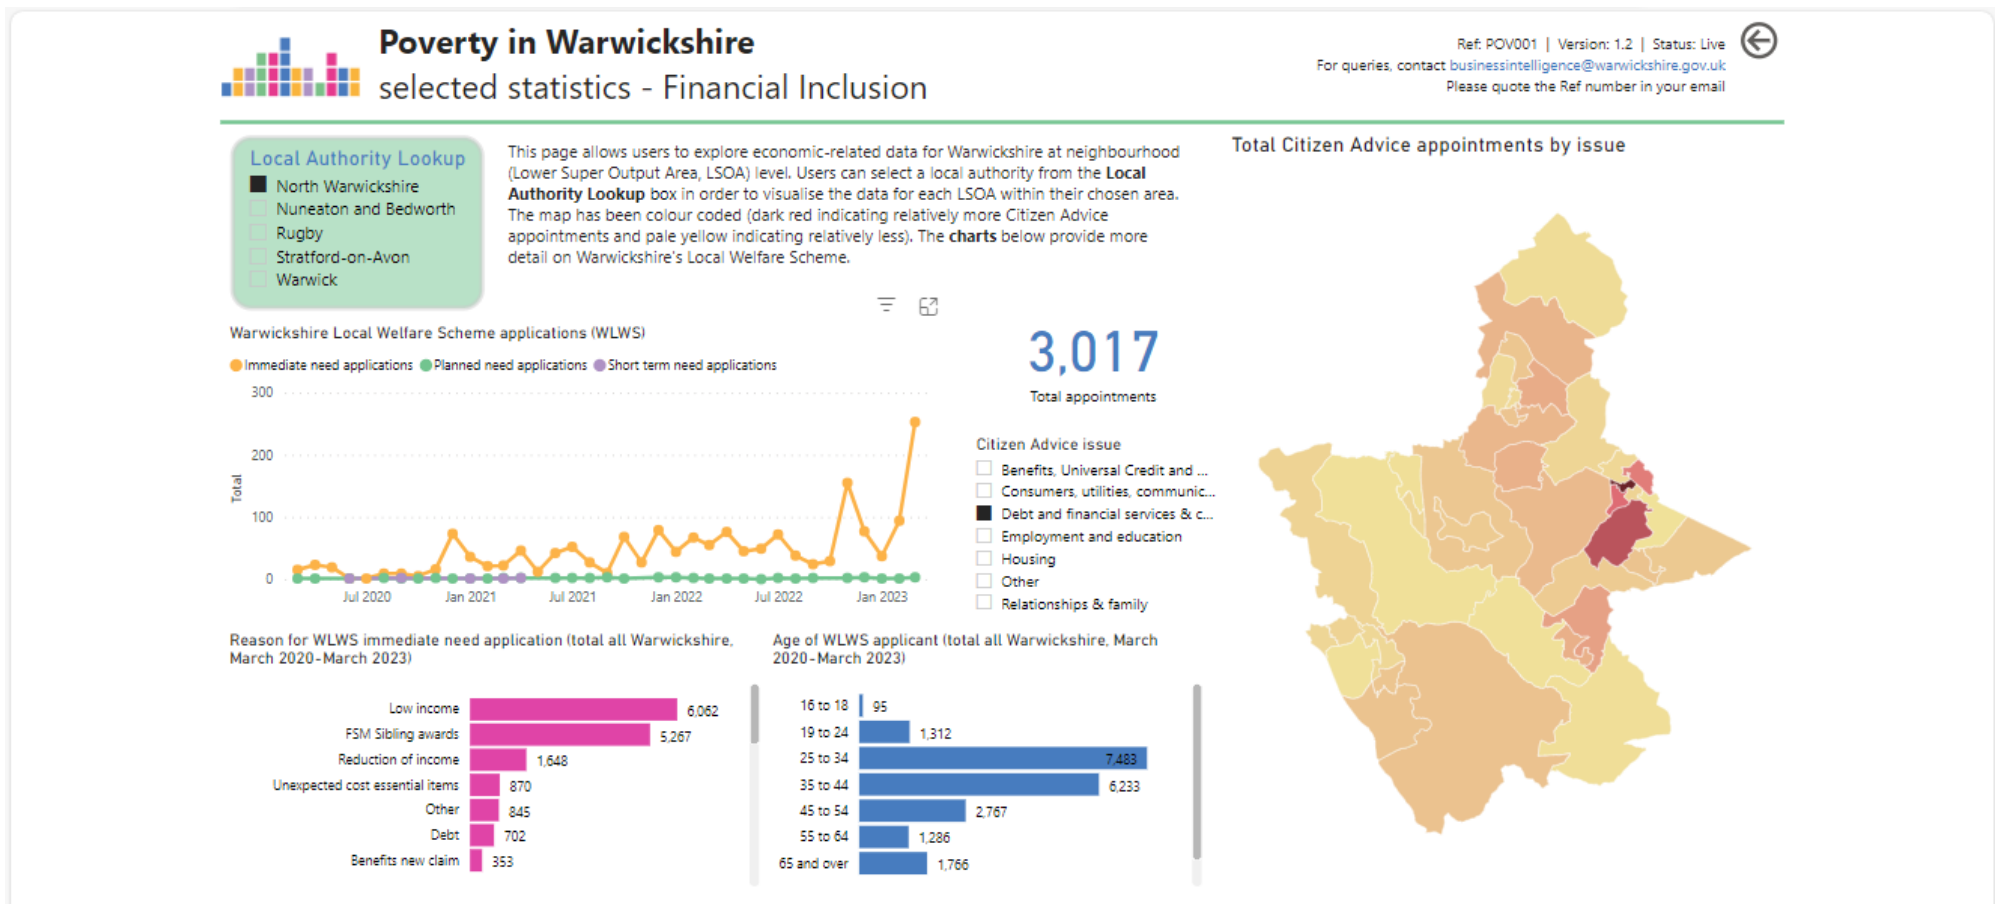 Poverty in Warwickshire
selected statistics - Financial Inclusion
Ref: POV001 | Version: 1.2 | Status: Live
For queries, contact businessintelligence@warwickshire.gov.uk
Please quote the Ref number in your email
Local Authority Lookup
North Warwickshire
Nuneaton and Bedworth
Rugby
Stratford-on-Avon
Warwick
This page allows users to explore economic-related data for Warwickshire at neighbourhood
(Lower Super Output Area, LSOA) level. Users can select a local authority from the Local
Authority Lookup box in order to visualise the data for each LSOA within their chosen area.
The map has been colour coded (dark red indicating relatively more Citizen Advice
appointments and pale yellow indicating relatively less). The charts below provide more
detail on Warwickshire's Local Welfare Scheme.
Total Citizen Advice appointments by issue
Warwickshire Local Welfare Scheme applications (WLWS)
Immediate need applications Planned need applications Short term need applications
300
200
100
0
Total
Jul 2020 Jan 2021 Jul 2021 Jan 2022 Jul 2022 Jan 2023
3,017
Total appointments
Citizen Advice issue
Benefits, Universal Credit and ...
Consumers, utilities, communic...
Debt and financial services & c...
Employment and education
Housing
Other
Relationships & family
Reason for WLWS immediate need application (total all Warwickshire,
March 2020-March 2023)
Low income 6,062
FSM Sibling awards 5,267
Reduction of income 1,648
Unexpected cost essential items 870
Other 845
Debt 702
Benefits new claim 353
Age of WLWS applicant (total all Warwickshire, March
2020-March 2023)
16 to 18 95
19 to 24 1,312
25 to 34 7,483
35 to 44 6,233
45 to 54 2,767
55 to 64 1,286
65 and over 1,766